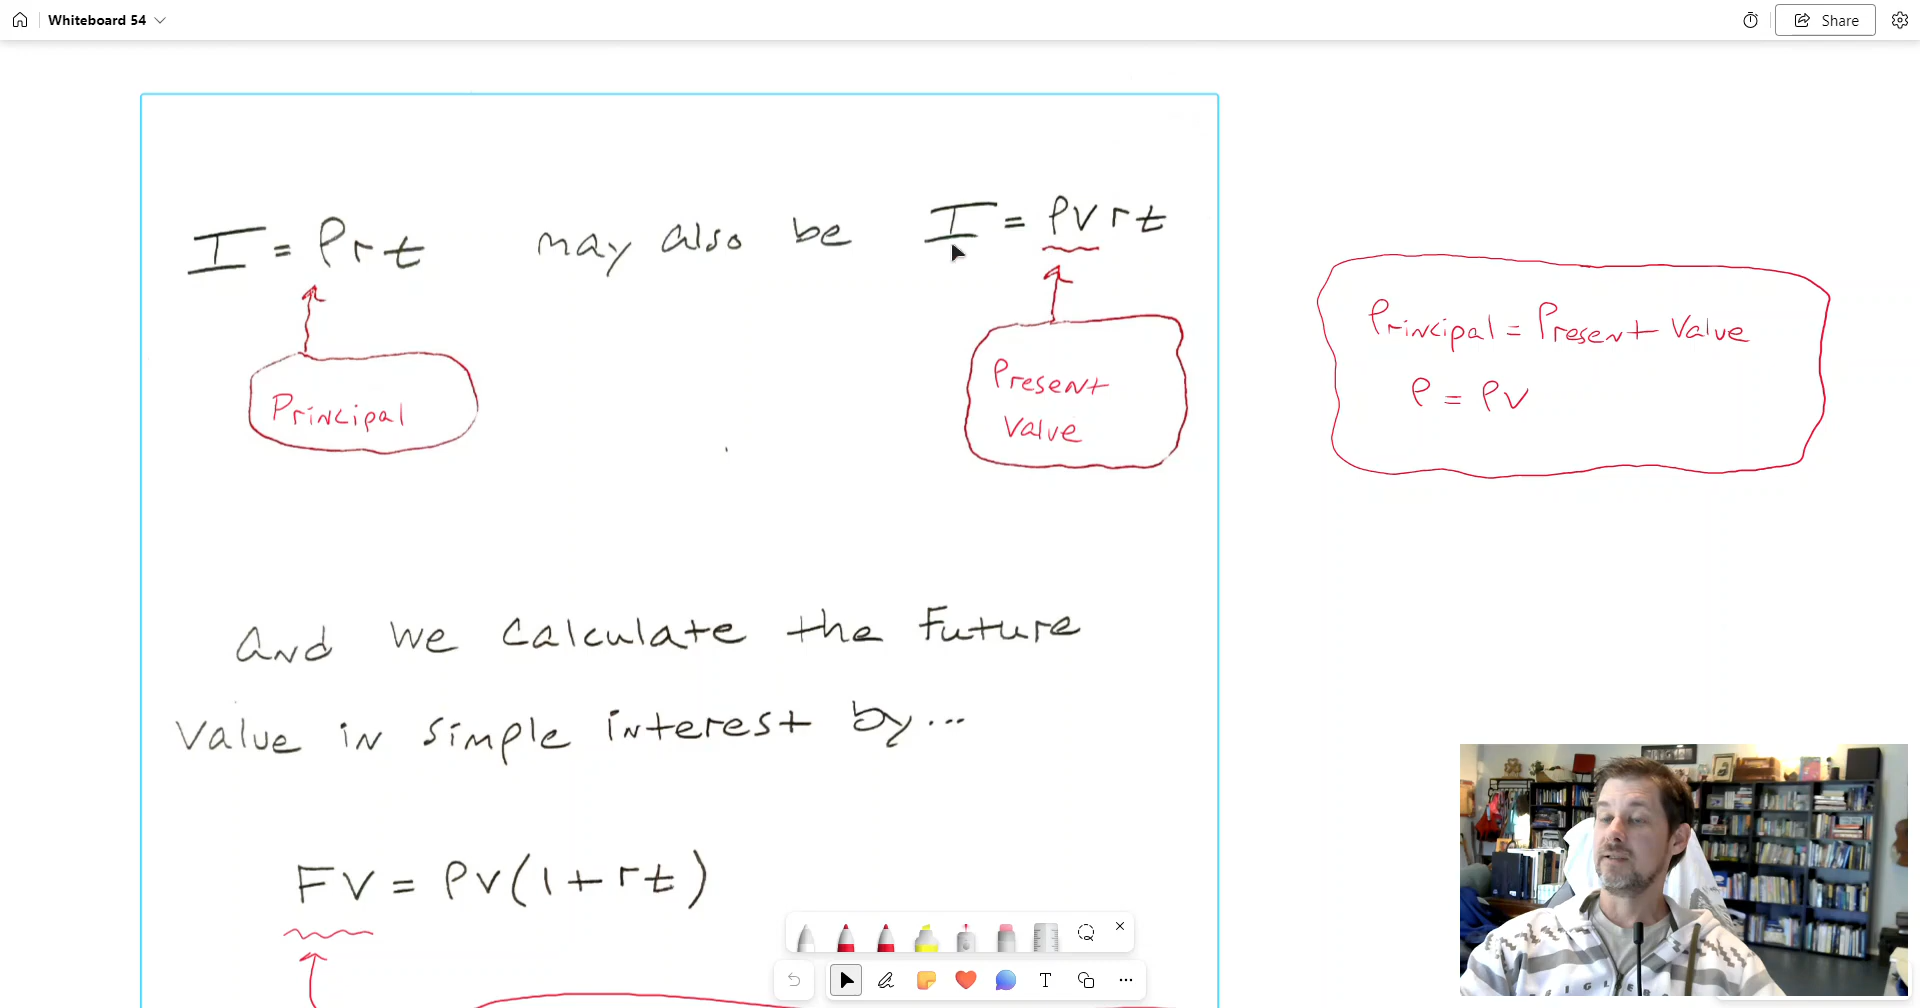 Whiteboard 54
Share
I = Prt may also be I = PVrt
Principal
Present
Value
Principal = Present Value
P = PV
And we calculate the Future
Value in simple interest by...
FV = PV(1+rt)
T